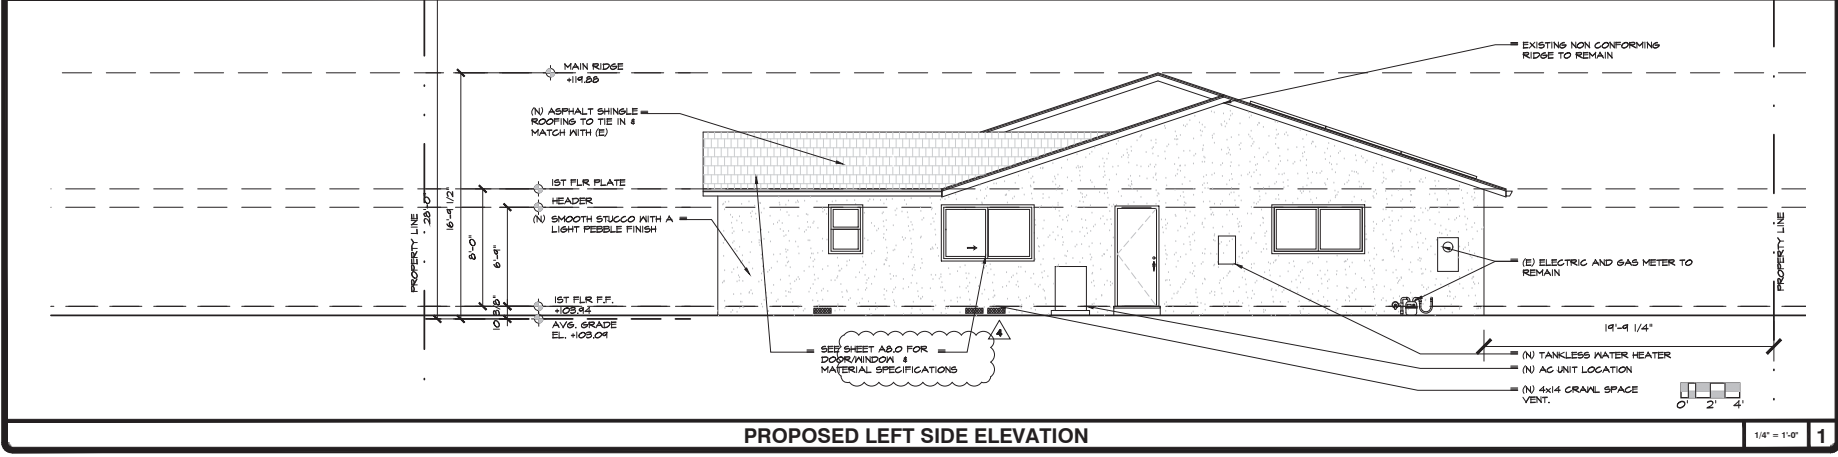 EXISTING NON CONFORMING
RIDGE TO REMAIN
MAIN RIDGE
+119.88
(N) ASPHALT SHINGLE
ROOFING TO TIE IN &
MATCH WITH (E)
1ST FLR PLATE
HEADER
(N) SMOOTH STUCCO WITH A
LIGHT PEBBLE FINISH
PROPERTY LINE
28'-0"
16'-9 1/2"
8'-0"
6'-9"
10 3/8"
1ST FLR F.F.
+103.94
AVG. GRADE
EL. +103.09
PROPERTY LINE
(E) ELECTRIC AND GAS METER TO
REMAIN
19'-9 1/4"
4
SEE SHEET A8.0 FOR
DOOR/WINDOW &
MATERIAL SPECIFICATIONS
(N) TANKLESS WATER HEATER
(N) AC UNIT LOCATION
(N) 4x14 CRAWL SPACE
VENT.
0' 2' 4'
PROPOSED LEFT SIDE ELEVATION
1/4" = 1'-0"
1